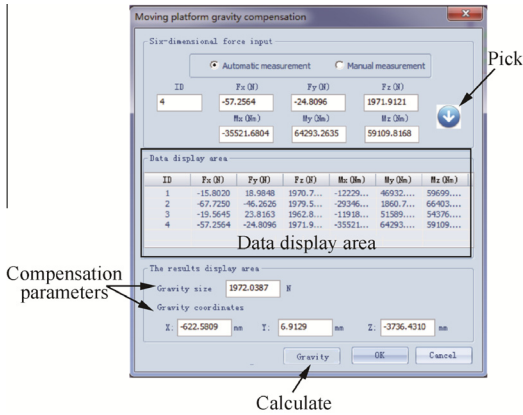 Moving platform gravity compensation
Six-dimensional force input
Automatic measurement Manual measurement
Pick
ID Fx(N) Fy(N) Fz(N)
4 -57.2564 -24.8096 1971.9121
Mx(Nm) My(Nm) Mz(Nm)
-35521.6804 64293.2635 59109.8168
Data display area
ID Fx(N) Fy(N) Fz(N) Mx(Nm) My(Nm) Mz(Nm)
1 -15.8020 18.9848 1970.7... -12229... 46932.... 59699....
2 -67.7250 -46.2626 1979.5... -29346... 1860.7... 66403....
3 -19.5645 23.8163 1962.8... -11918... 51589.... 54376....
4 -57.2564 -24.8096 1971.9... -35521... 64293.... 59109....
Data display area
Compensation parameters
The results display area
Gravity size 1972.0387 N
Gravity coordinates
X: -622.5809 mm Y: 6.9129 mm Z: -3736.4310 mm
Gravity OK Cancel
Calculate